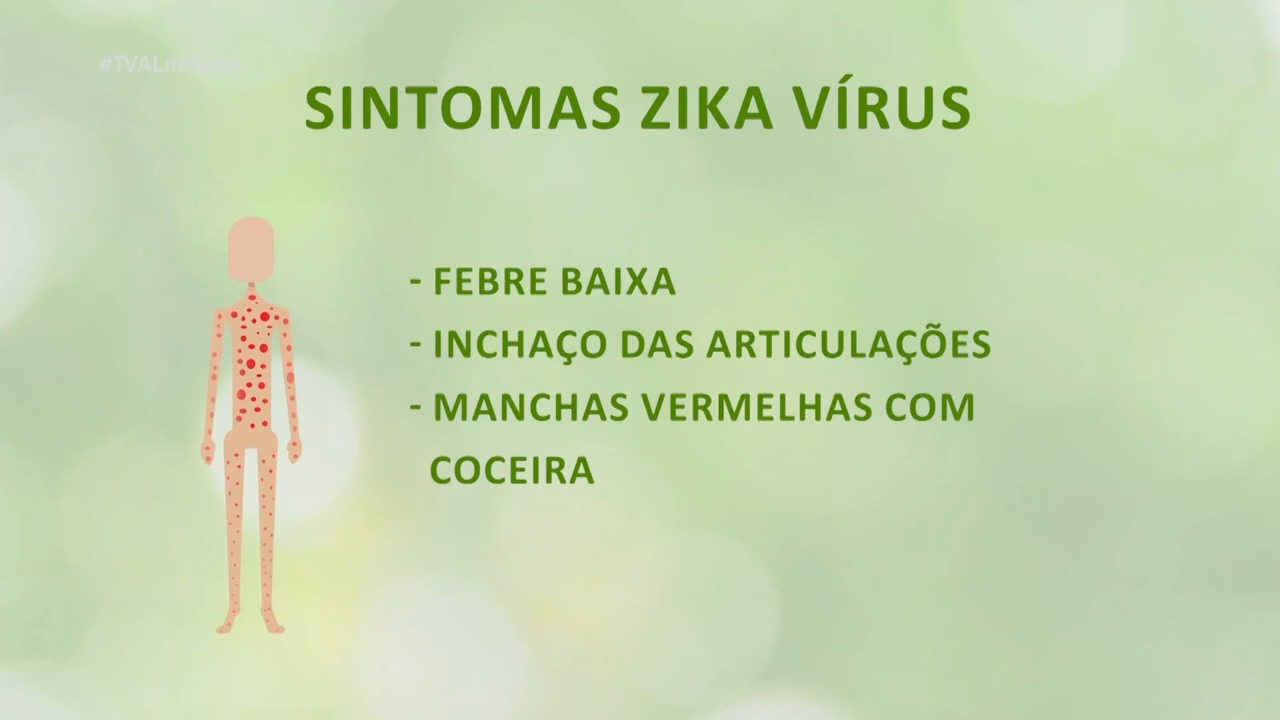 SINTOMAS ZIKA VÍRUS
- FEBRE BAIXA
- INCHAÇO DAS ARTICULAÇÕES
- MANCHAS VERMELHAS COM
COCEIRA